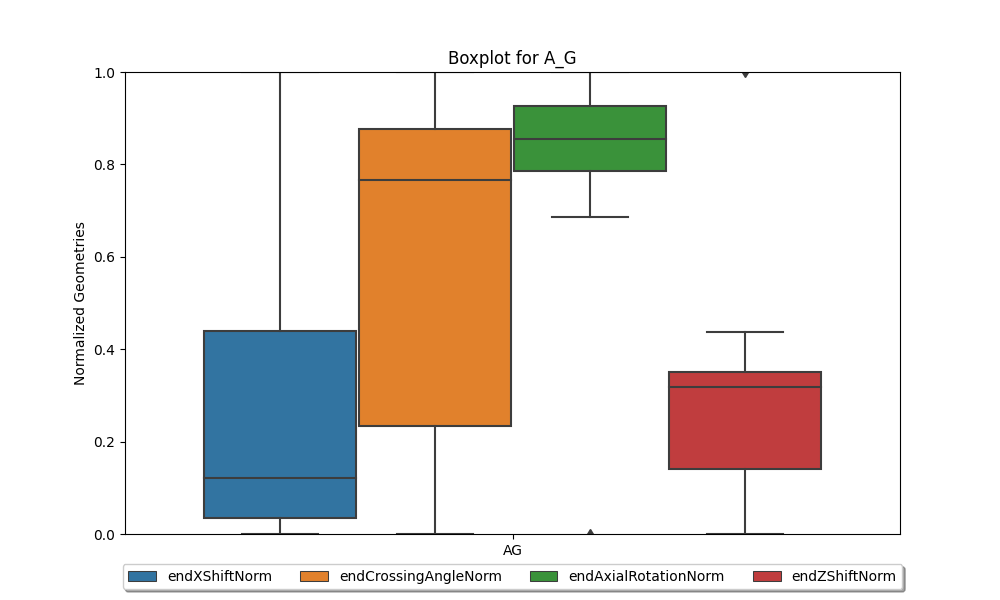 Boxplot for A_G
1.0
0.8
0.6
0.4
0.2
0.0
Normalized Geometries
AG
endXShiftNorm endCrossingAngleNorm endAxialRotationNorm endZShiftNorm